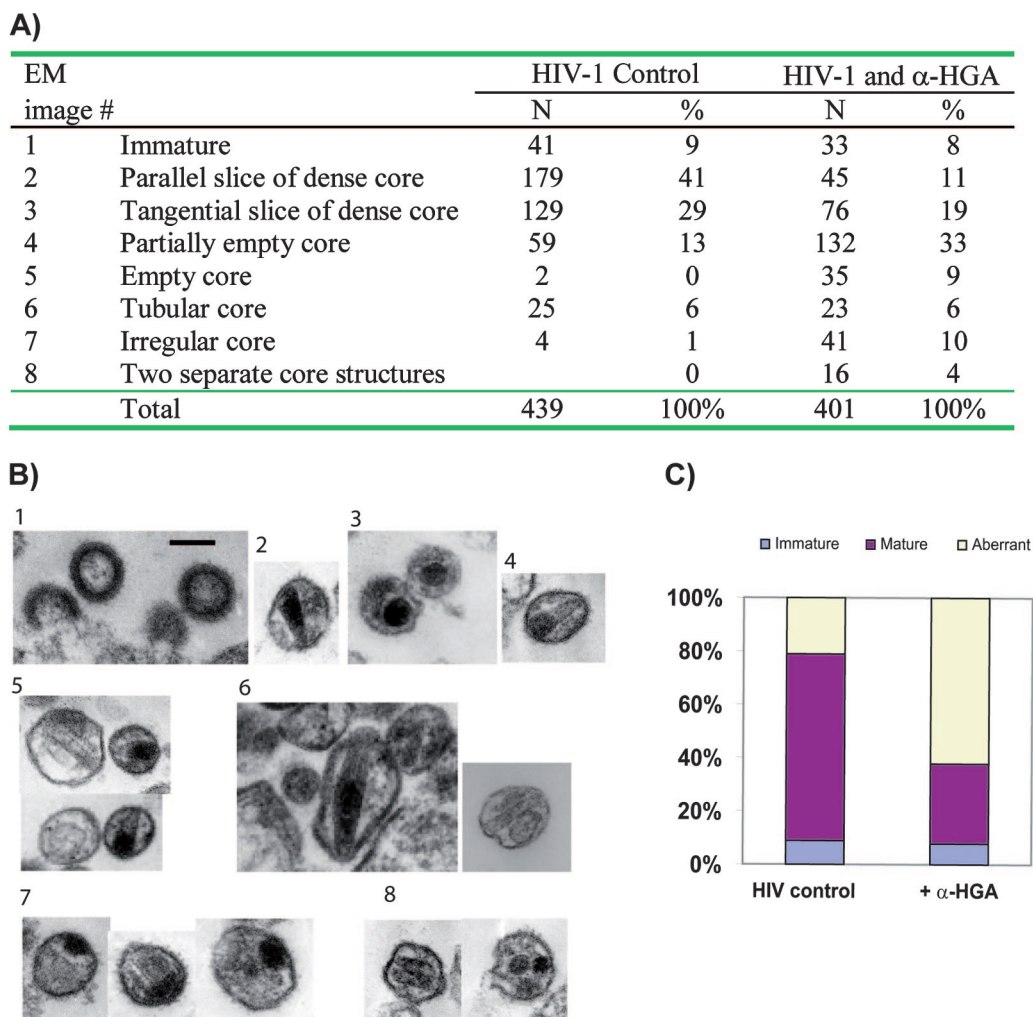 A)
EM HIV-1 Control HIV-1 and α-HGA
image # N % N %
1 Immature 41 9 33 8
2 Parallel slice of dense core 179 41 45 11
3 Tangential slice of dense core 129 29 76 19
4 Partially empty core 59 13 132 33
5 Empty core 2 0 35 9
6 Tubular core 25 6 23 6
7 Irregular core 4 1 41 10
8 Two separate core structures 0 16 4
Total 439 100% 401 100%
B)
1
2
3
4
5
6
7
8
C)
Immature Mature Aberrant
100%
80%
60%
40%
20%
0%
HIV control + α-HGA